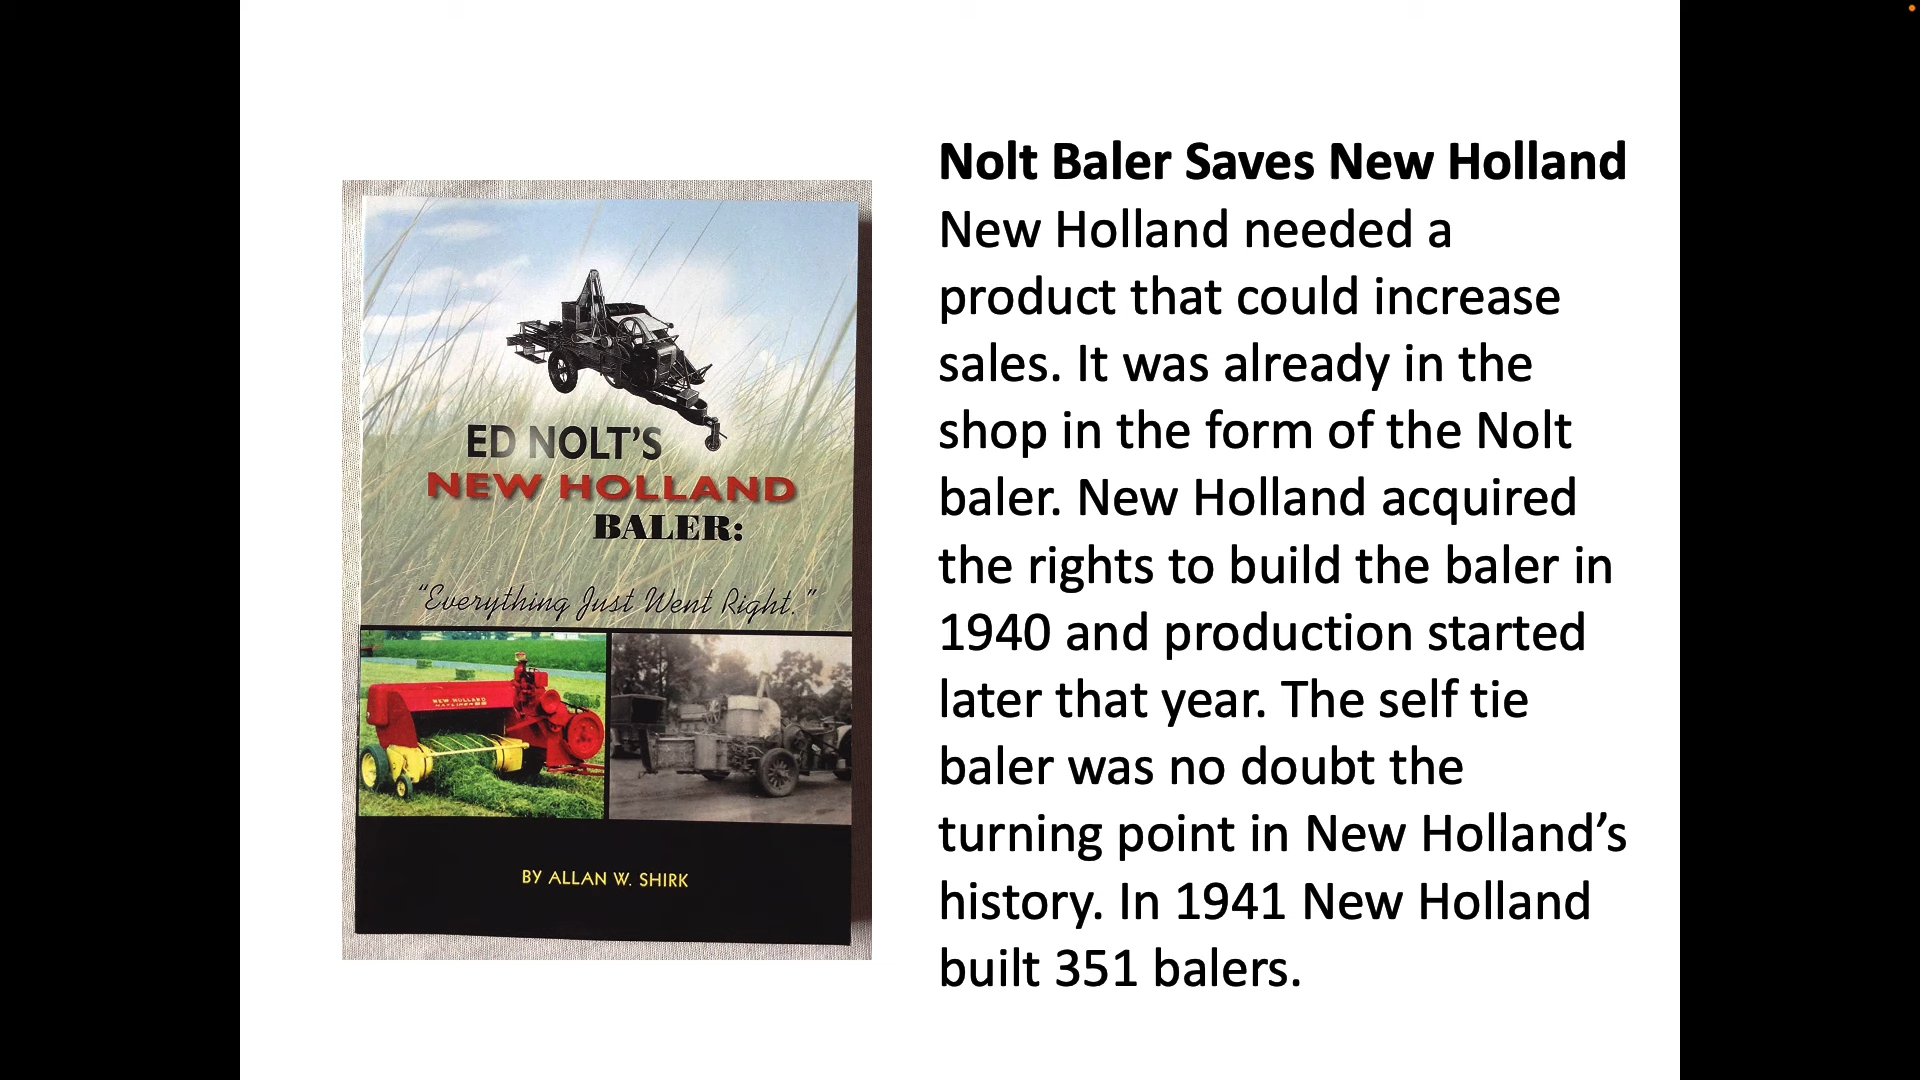 Nolt Baler Saves New Holland
New Holland needed a
product that could increase
sales. It was already in the
shop in the form of the Nolt
baler. New Holland acquired
the rights to build the baler in
1940 and production started
later that year. The self tie
baler was no doubt the
turning point in New Holland’s
history. In 1941 New Holland
built 351 balers.
ED NOLT’S
NEW HOLLAND
BALER:
“Everything Just Went Right.”
NEW HOLLAND
BY ALLAN W. SHIRK